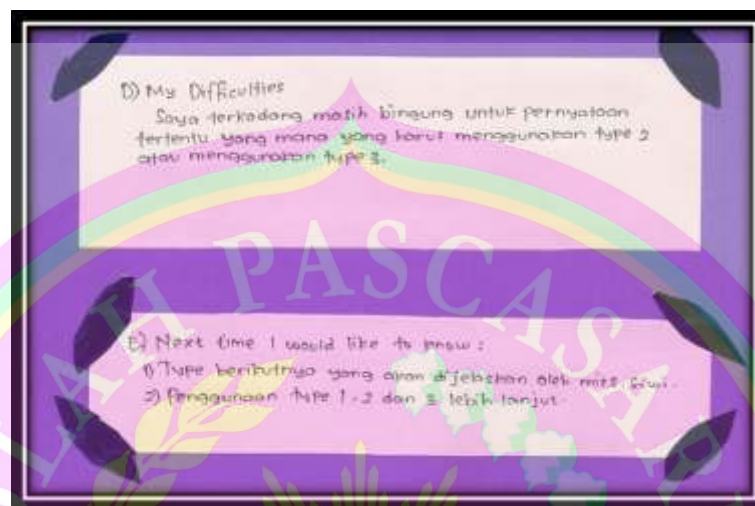 D) My Difficulties
Saya terkadang masih bingung untuk pernyataan
tertentu yang mana yang harus menggunakan type 2
atau menggunakan type 3.
LAH PASCASAR
E) Next time I would like to know :
1) Type berikutnya yang akan dijelaskan oleh miss
2) Penggunaan type 1, 2 dan 3 lebih lanjut.